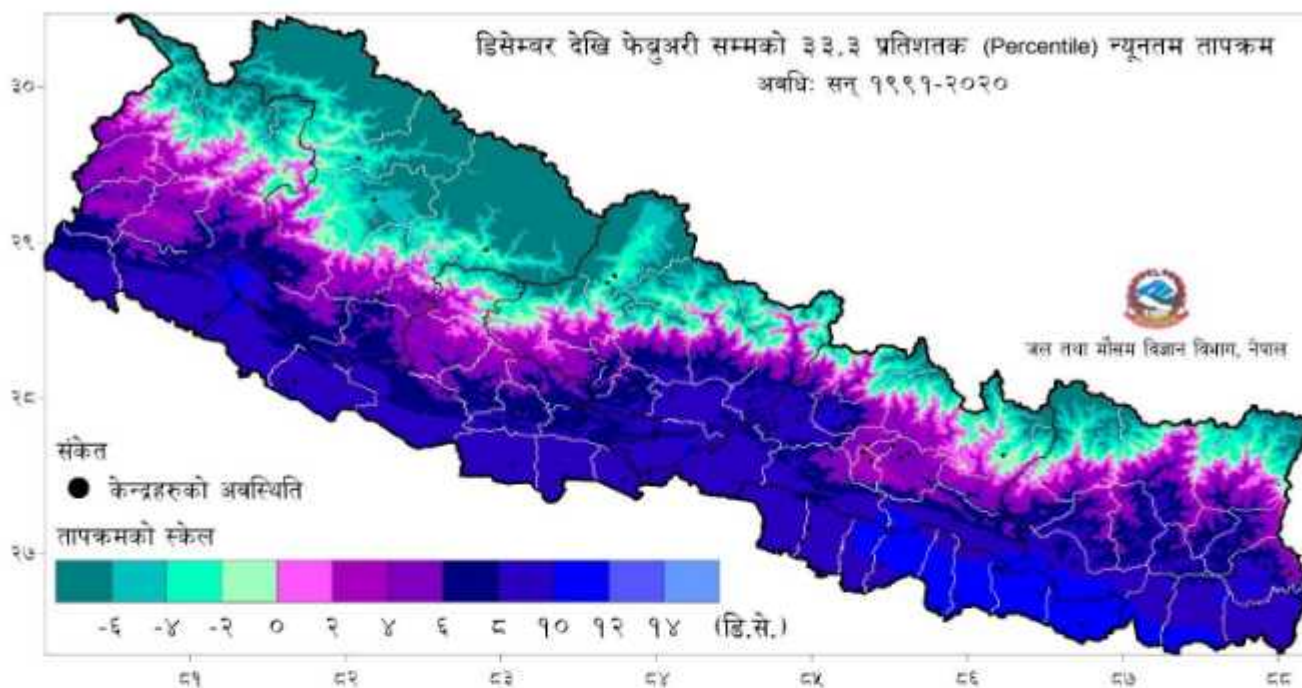 डिसेम्बर देखि फेब्रुअरी सम्मको ३३.३ प्रतिशतक (Percentile) न्यूनतम तापक्रम
अवधि: सन् १९९१-२०२०
३०
२९
२८
२७
जल तथा मौसम विज्ञान विभाग, नेपाल
संकेत
केन्द्रहरुको अवस्थिति
तापक्रमको स्केल
-६ -४ -२ ० २ ४ ६ ८ १० १२ १४ (डि.से.)
८१ ८२ ८३ ८४ ८५ ८६ ८७ ८८